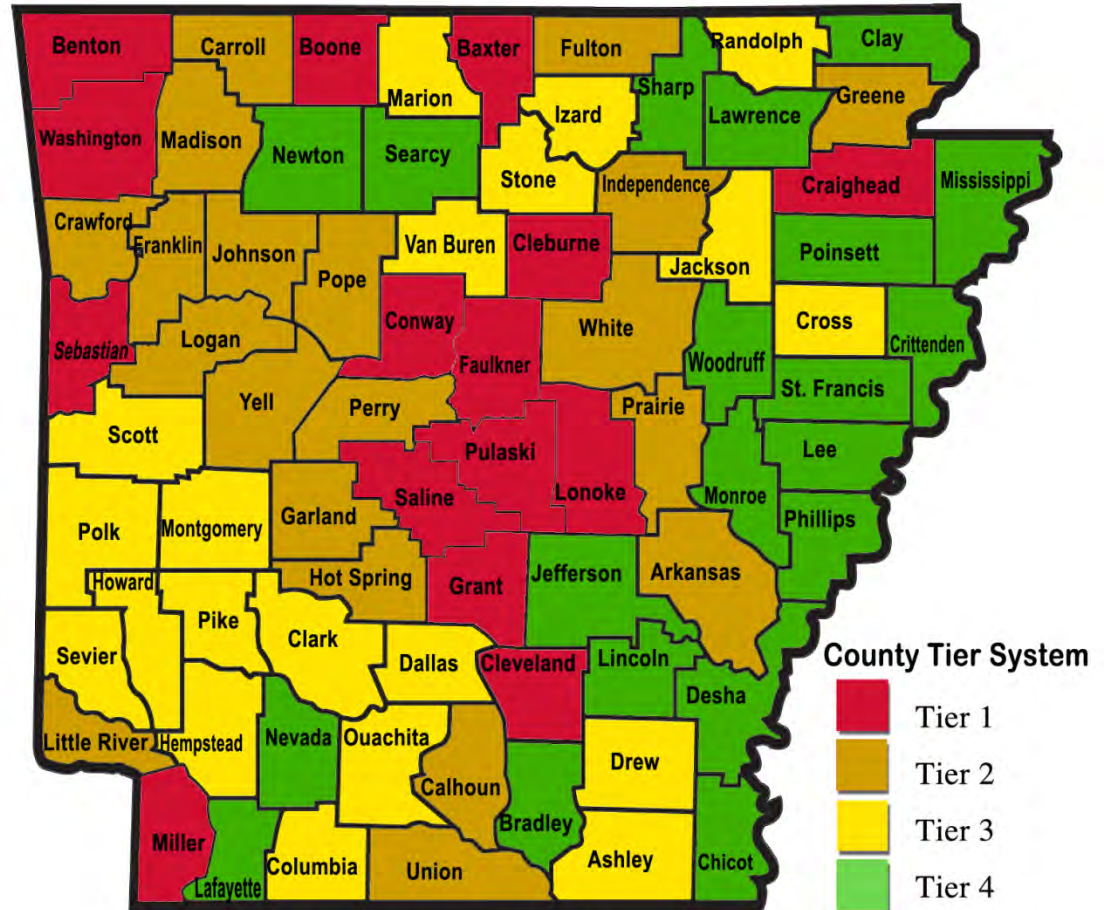 Benton
Carroll
Boone
Marion
Baxter
Fulton
Sharp
Randolph
Clay
Izard
Lawrence
Greene
Washington
Madison
Newton
Searcy
Stone
Independence
Craighead
Mississippi
Crawford
Franklin
Johnson
Pope
Van Buren
Cleburne
Jackson
Poinsett
Sebastian
Logan
Conway
Faulkner
White
Woodruff
Cross
Crittenden
Scott
Yell
Perry
Prairie
St. Francis
Pulaski
Lee
Saline
Lonoke
Monroe
Phillips
Polk
Montgomery
Garland
Howard
Hot Spring
Grant
Jefferson
Arkansas
Sevier
Pike
Clark
Dallas
Cleveland
Lincoln
Desha
Little River
Hempstead
Nevada
Ouachita
Calhoun
Drew
Bradley
Miller
Lafayette
Columbia
Union
Ashley
Chicot
County Tier System
Tier 1
Tier 2
Tier 3
Tier 4